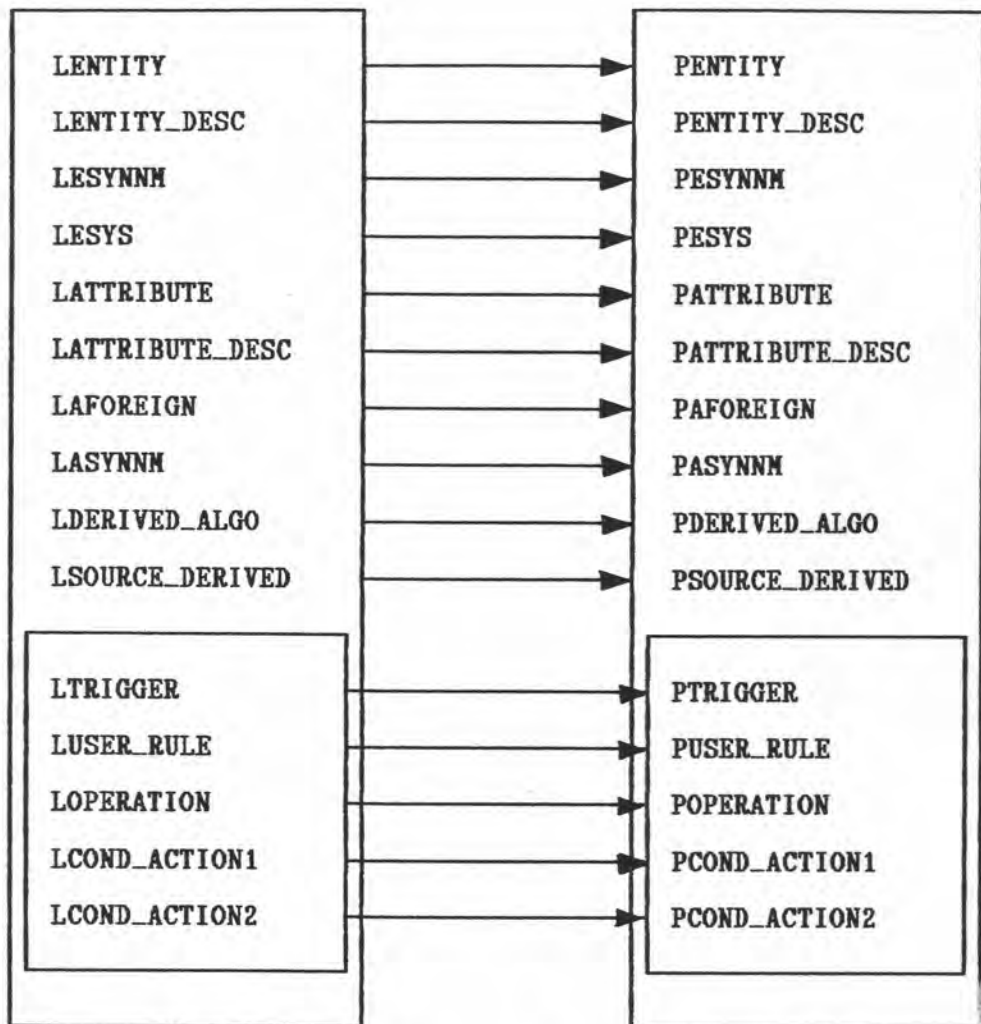 LENTITY PENTITY
LENTITY_DESC PENTITY_DESC
LESYNNM PESYNNM
LESYS PESYS
LATTRIBUTE PATTRIBUTE
LATTRIBUTE_DESC PATTRIBUTE_DESC
LAFOREIGN PAFOREIGN
LASYNNM PASYNNM
LDERIVED_ALGO PDERIVED_ALGO
LSOURCE_DERIVED PSOURCE_DERIVED
LTRIGGER PTRIGGER
LUSER_RULE PUSER_RULE
LOPERATION POPERATION
LCOND_ACTION1 PCOND_ACTION1
LCOND_ACTION2 PCOND_ACTION2